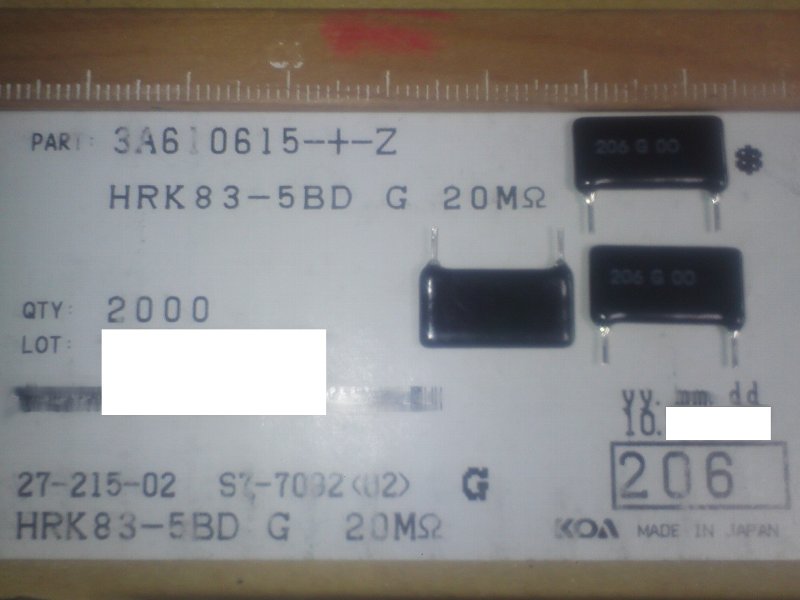 PART: 3A610615-+-Z
206 G 00
*
HRK83-5BD G 20MΩ
206 G 00
QTY: 2000
LOT:
yy. mm dd
10.
27-215-02 G
206
HRK83-5BD G 20MΩ
KOA MADE IN JAPAN